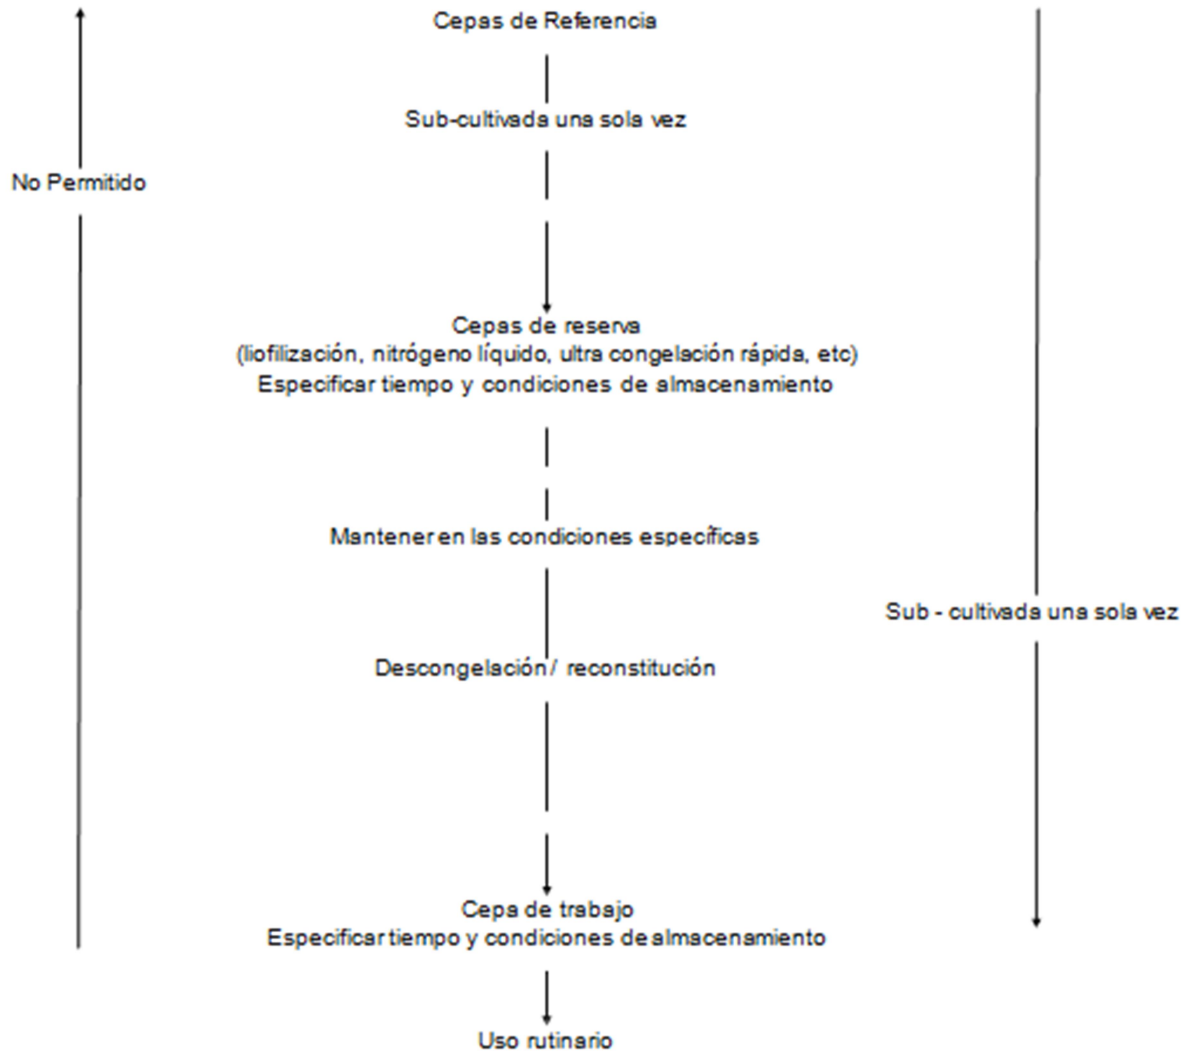 Cepas de Referencia
Sub-cultivada una sola vez
No Permitido
Cepas de reserva
(liofilización, nitrógeno líquido, ultra congelación rápida, etc)
Especificar tiempo y condiciones de almacenamiento
Mantener en las condiciones específicas
Sub - cultivada una sola vez
Descongelación / reconstitución
Cepa de trabajo
Especificar tiempo y condiciones de almacenamiento
Uso rutinario